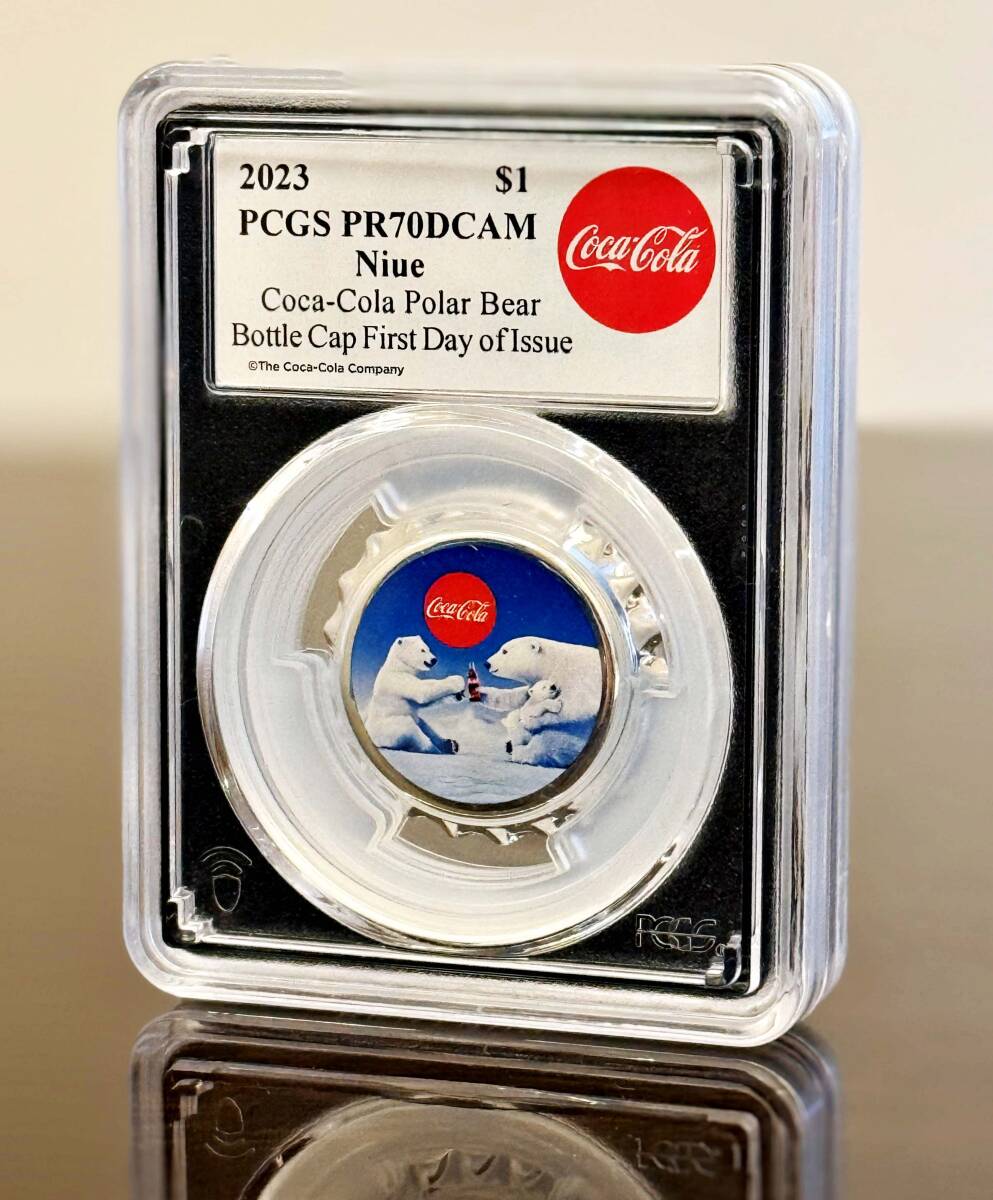 2023 $1
PCGS PR70DCAM
Niue
Coca-Cola Polar Bear
Bottle Cap First Day of Issue
©The Coca-Cola Company
Coca-Cola
Coca-Cola
PCGS